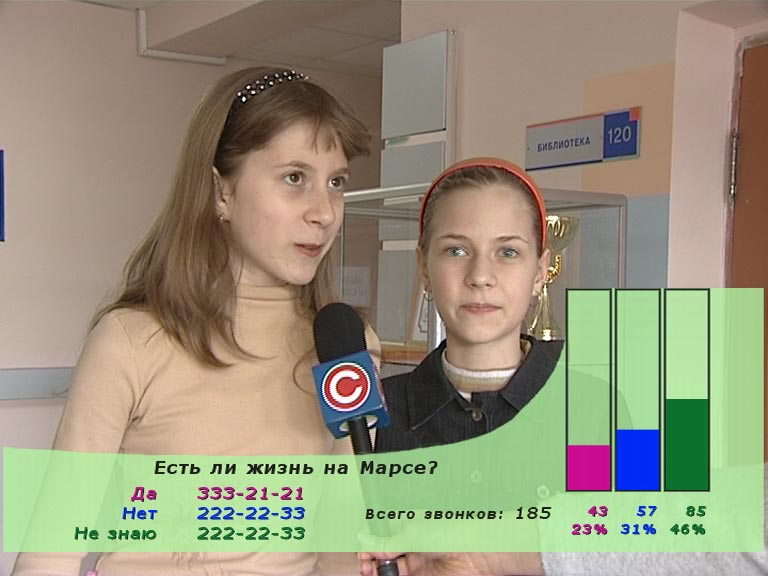 БИБЛИОТЕКА 120
С
Есть ли жизнь на Марсе?
Да 333-21-21
Нет 222-22-33
Не знаю 222-22-33
Всего звонков: 185
43 57 85
23% 31% 46%